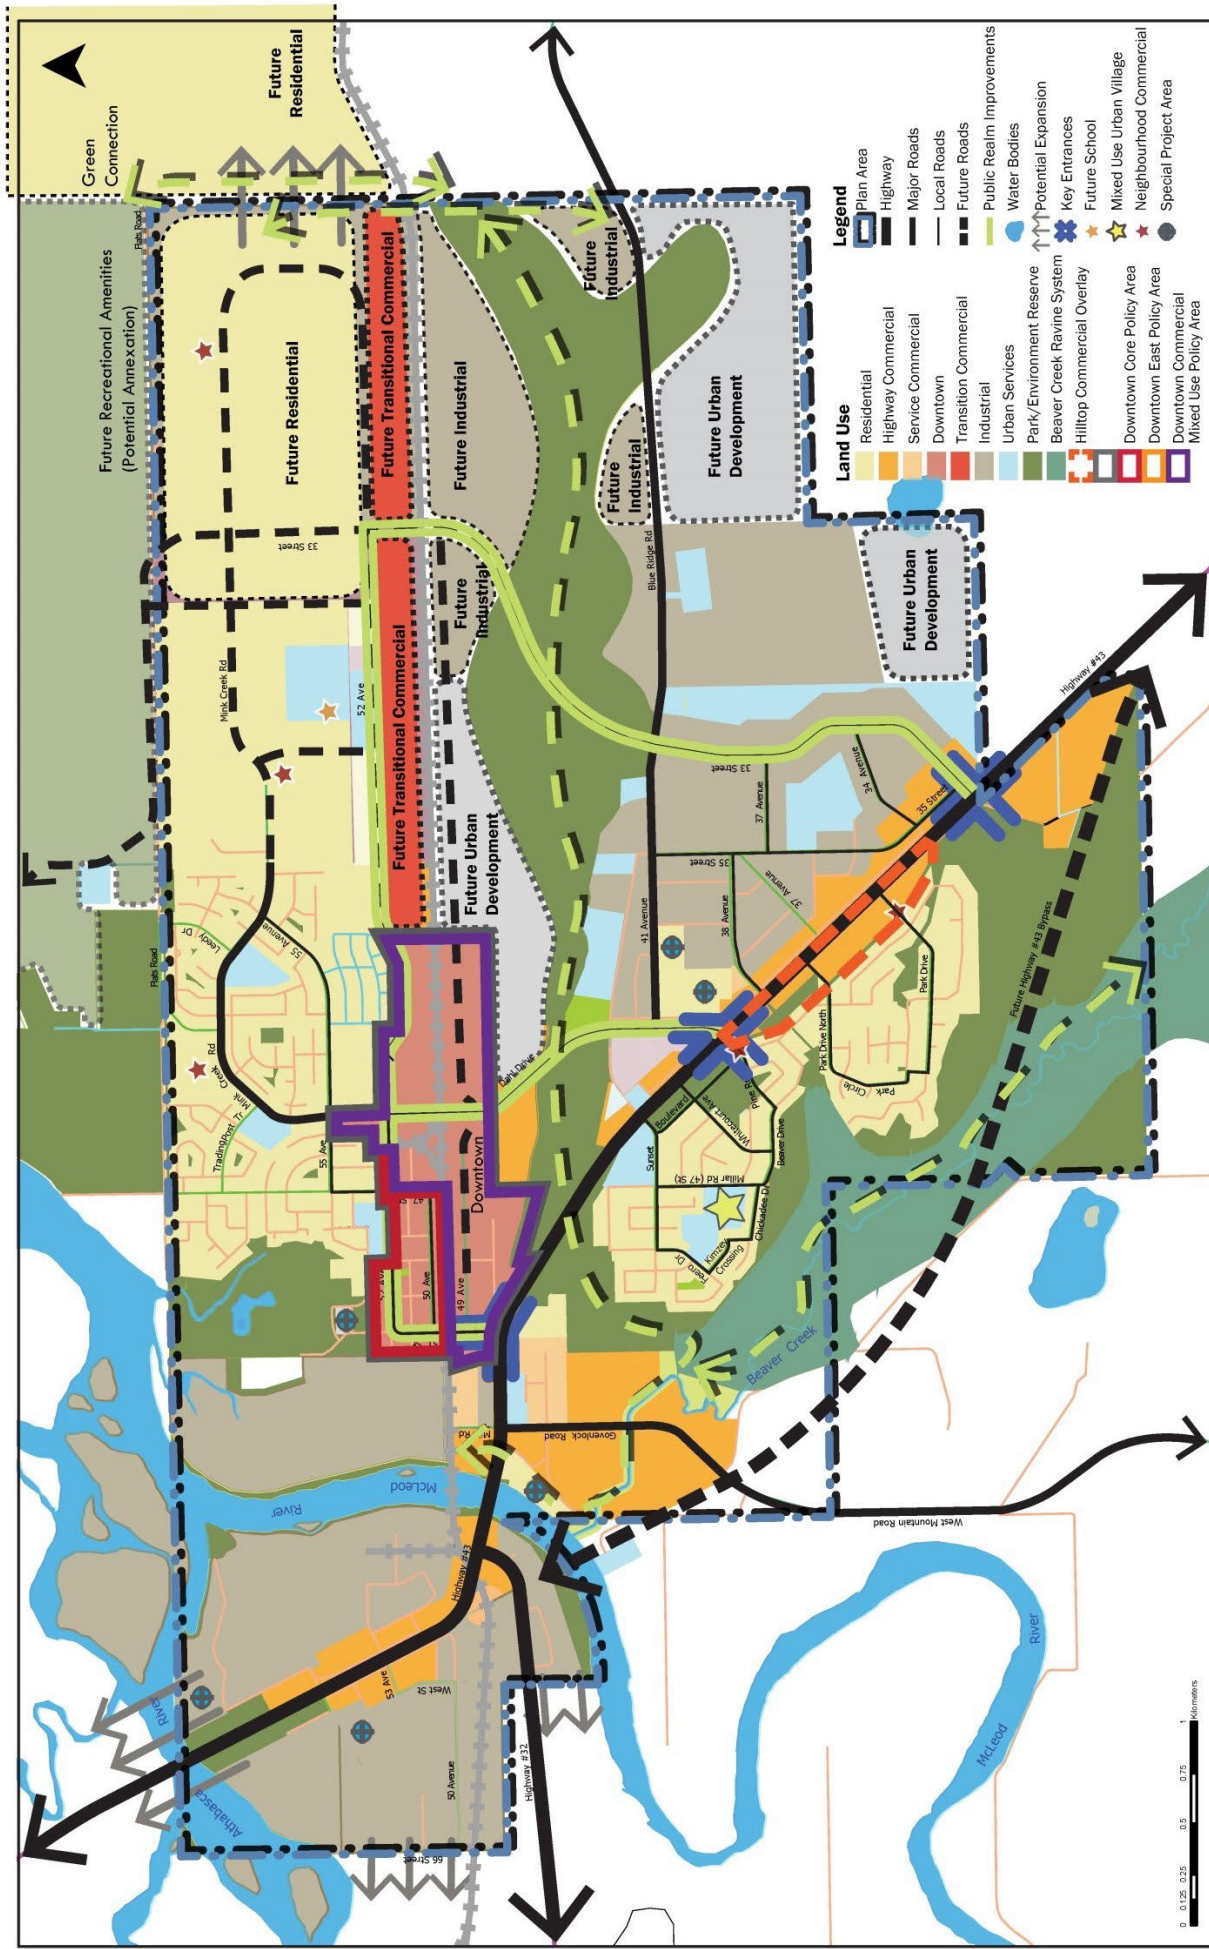 Green
Connection
Future
Residential
Future Recreational Amenities
(Potential Annexation)
Flats Road
Future Residential
33 Street
Mink Creek Rd
52 Ave
Future Transitional Commercial
Future Transitional Commercial
Future Transitional Commercial
Future Industrial
Future
Industrial
Future
Industrial
Future
Industrial
Future Urban
Development
Future Urban
Development
Future Urban
Development
Blue Ridge Rd
Flats Road
Leedy Dr
55 Avenue
Mink
Creek
Rd
TradingPost Tr
55 Ave
Downtown
50 Ave
49 Ave
Dahl Drive
41 Avenue
38 Avenue
37 Avenue
37 Avenue
34 Avenue
35 Street
35 Street
33 Street
Highway #43
Future Highway #43 Bypass
Park Drive
Park Drive North
Park
Circle
Boulevard
Sunset
Whitecourt Ave
Beaver Drive
Millar Rd (47 St)
Chickadee Dr
Kimzey
Crossing
Feero Dr
Beaver Creek
Govenlock Road
West Mountain Road
McLeod
River
Highway #43
Highway #32
53 Ave
West St
50 Avenue
66 Street
Athabasca
River
McLeod
River
Land Use
Residential
Highway Commercial
Service Commercial
Downtown
Transition Commercial
Industrial
Urban Services
Park/Environment Reserve
Beaver Creek Ravine System
Hilltop Commercial Overlay
Downtown Core Policy Area
Downtown East Policy Area
Downtown Commercial
Mixed Use Policy Area
Legend
Plan Area
Highway
Major Roads
Local Roads
Future Roads
Public Realm Improvements
Water Bodies
Potential Expansion
Key Entrances
Future School
Mixed Use Urban Village
Neighbourhood Commercial
Special Project Area
0 0.125 0.25 0.5 0.75 1
Kilometers